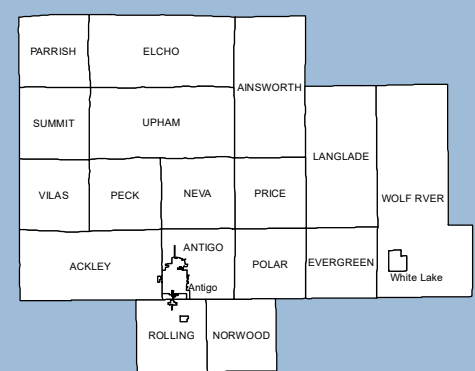 PARRISH
ELCHO
AINSWORTH
SUMMIT
UPHAM
LANGLADE
VILAS
PECK
NEVA
PRICE
WOLF RVER
ANTIGO
ACKLEY
POLAR
EVERGREEN
White Lake
Antigo
ROLLING
NORWOOD